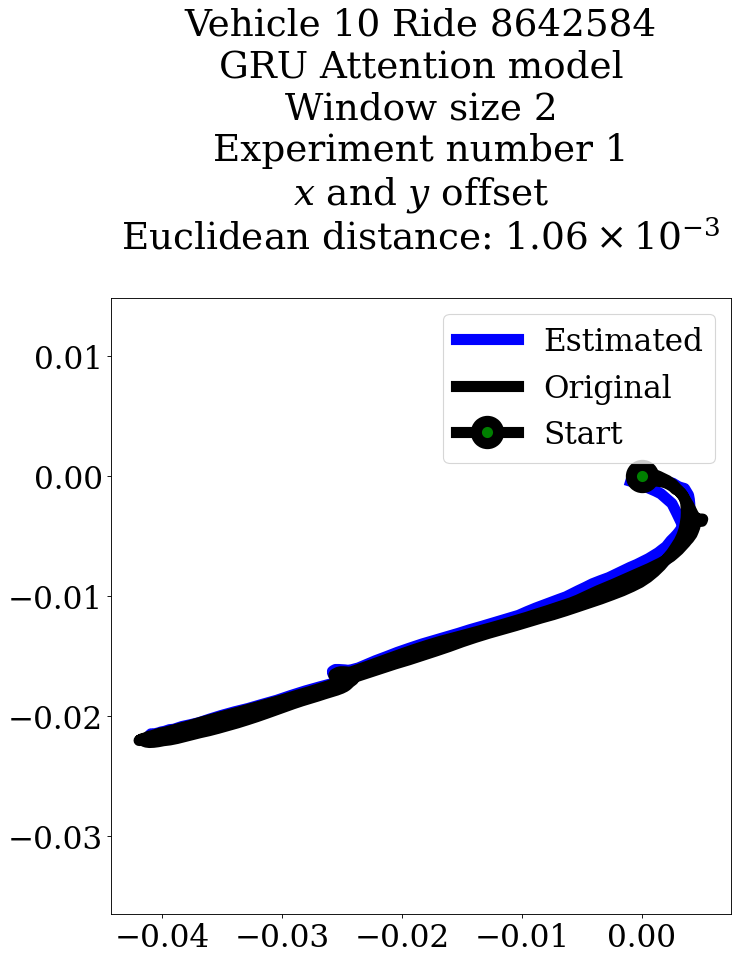 Vehicle 10 Ride 8642584
GRU Attention model
Window size 2
Experiment number 1
x and y offset
Euclidean distance: 1.06 × 10⁻³
Estimated
Original
Start
0.01
0.00
−0.01
−0.02
−0.03
−0.04 −0.03 −0.02 −0.01 0.00